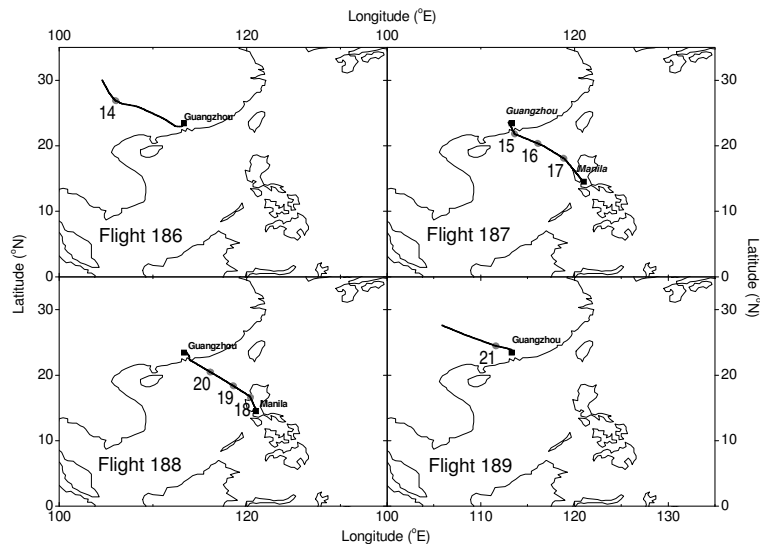 Longitude (°E)
100 120 100 120
30
20
10
0
30
20
10
0
Latitude (°N)
Latitude (°N)
14
Guangzhou
Flight 186
Guangzhou
15
16
17
Manila
Flight 187
Guangzhou
20
19
18
Manila
Flight 188
Guangzhou
21
Flight 189
30
20
10
0
30
20
10
0
100 120 100 110 120 130
Longitude (°E)